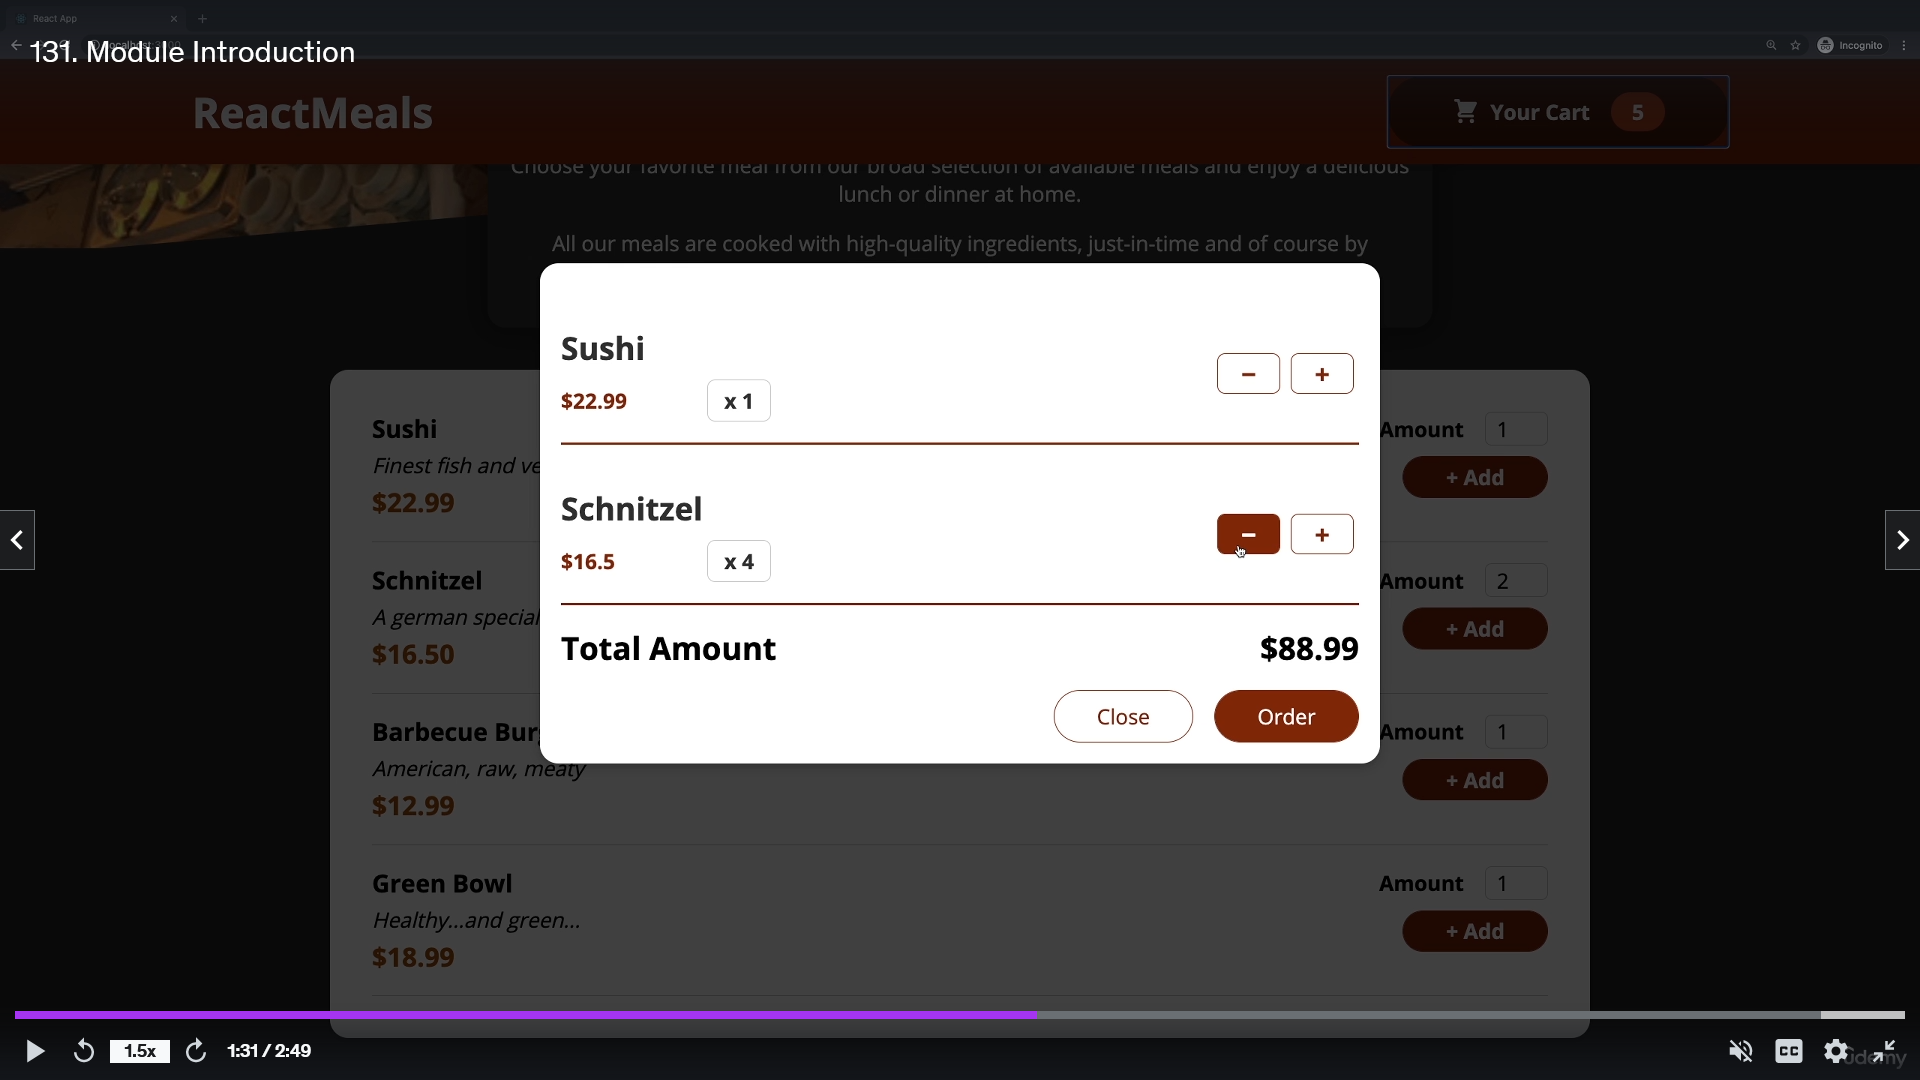 React App
131. Module Introduction
Incognito
ReactMeals
Your Cart 5
Choose your favorite meal from our broad selection of available meals and enjoy a delicious
lunch or dinner at home.
All our meals are cooked with high-quality ingredients, just-in-time and of course by
Sushi
$22.99 x 1
− +
Schnitzel
$16.5 x 4
− +
Total Amount $88.99
Close Order
Sushi
Finest fish and ve
$22.99
Amount 1
+ Add
Schnitzel
A german special
$16.50
Amount 2
+ Add
Barbecue Bur
American, raw, meaty
$12.99
Amount 1
+ Add
Green Bowl
Healthy...and green...
$18.99
Amount 1
+ Add
1.5x 1:31 / 2:49
CC
udemy